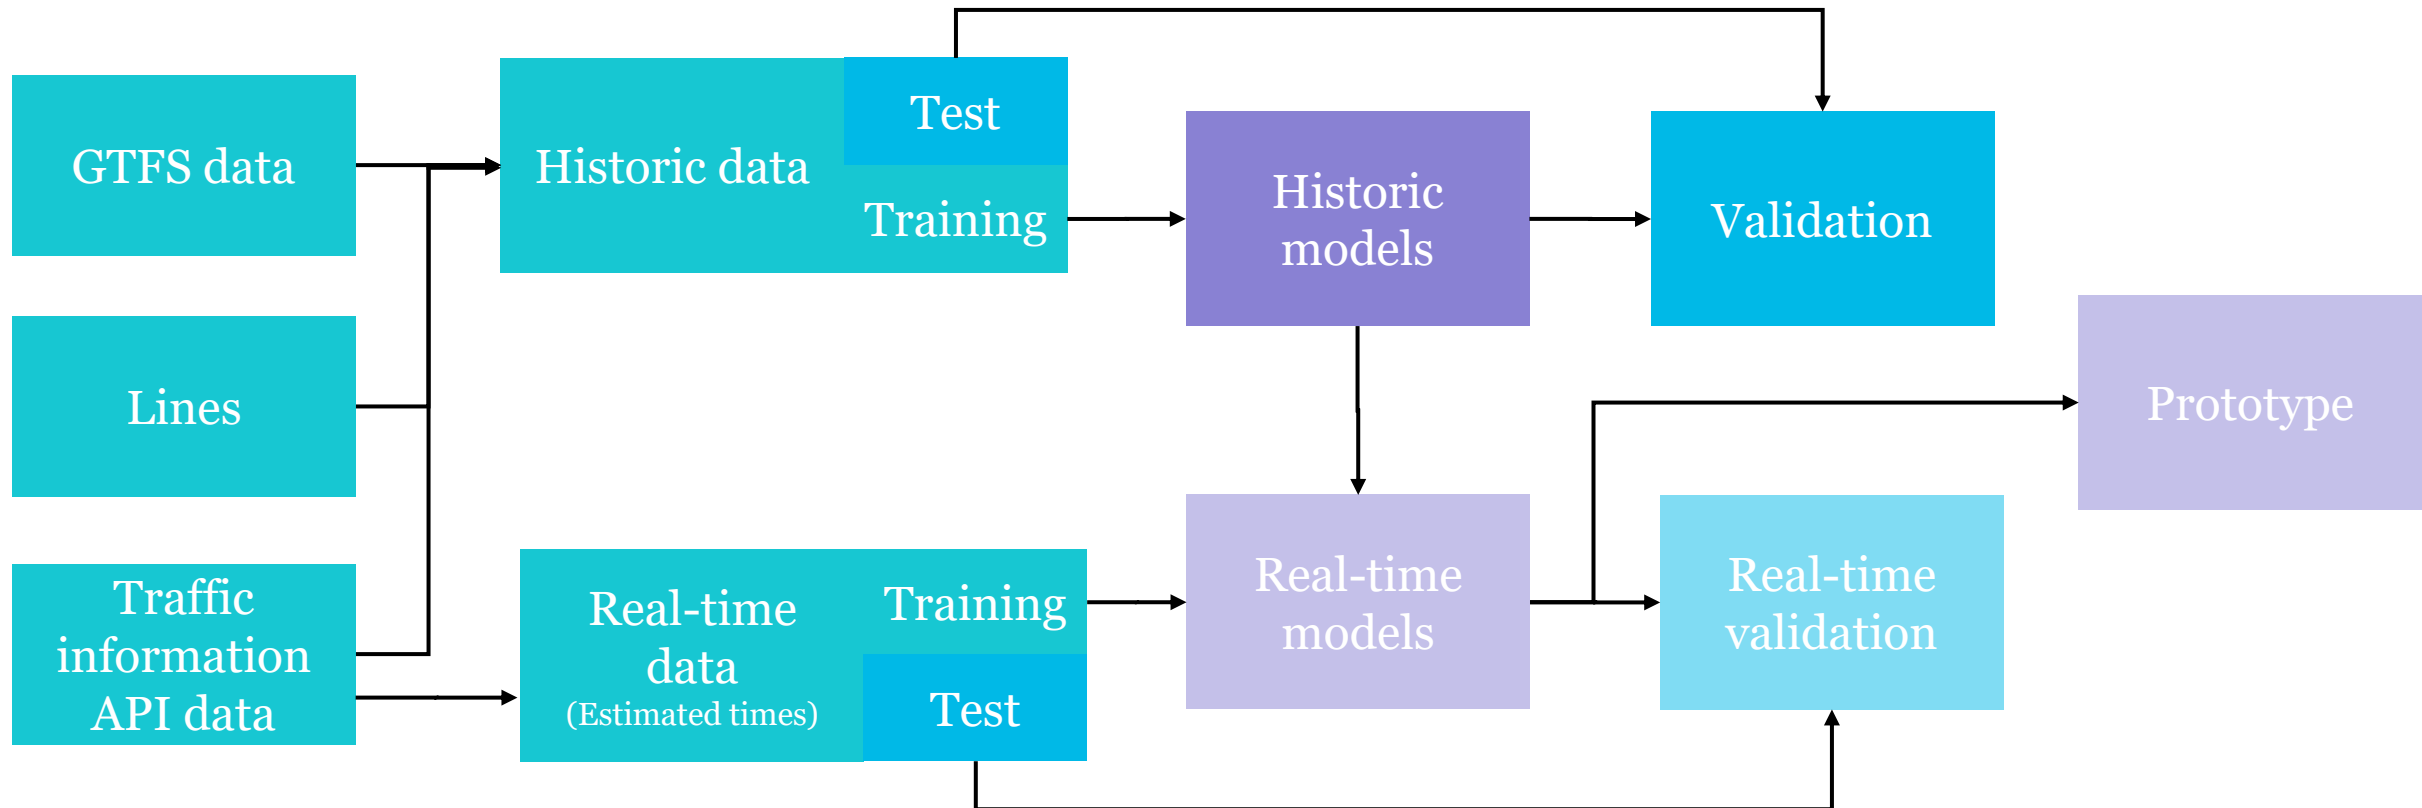 GTFS data
Lines
Traffic
information
API data
Historic data
Test
Training
Real-time
data
(Estimated times)
Training
Test
Historic
models
Real-time
models
Validation
Real-time
validation
Prototype